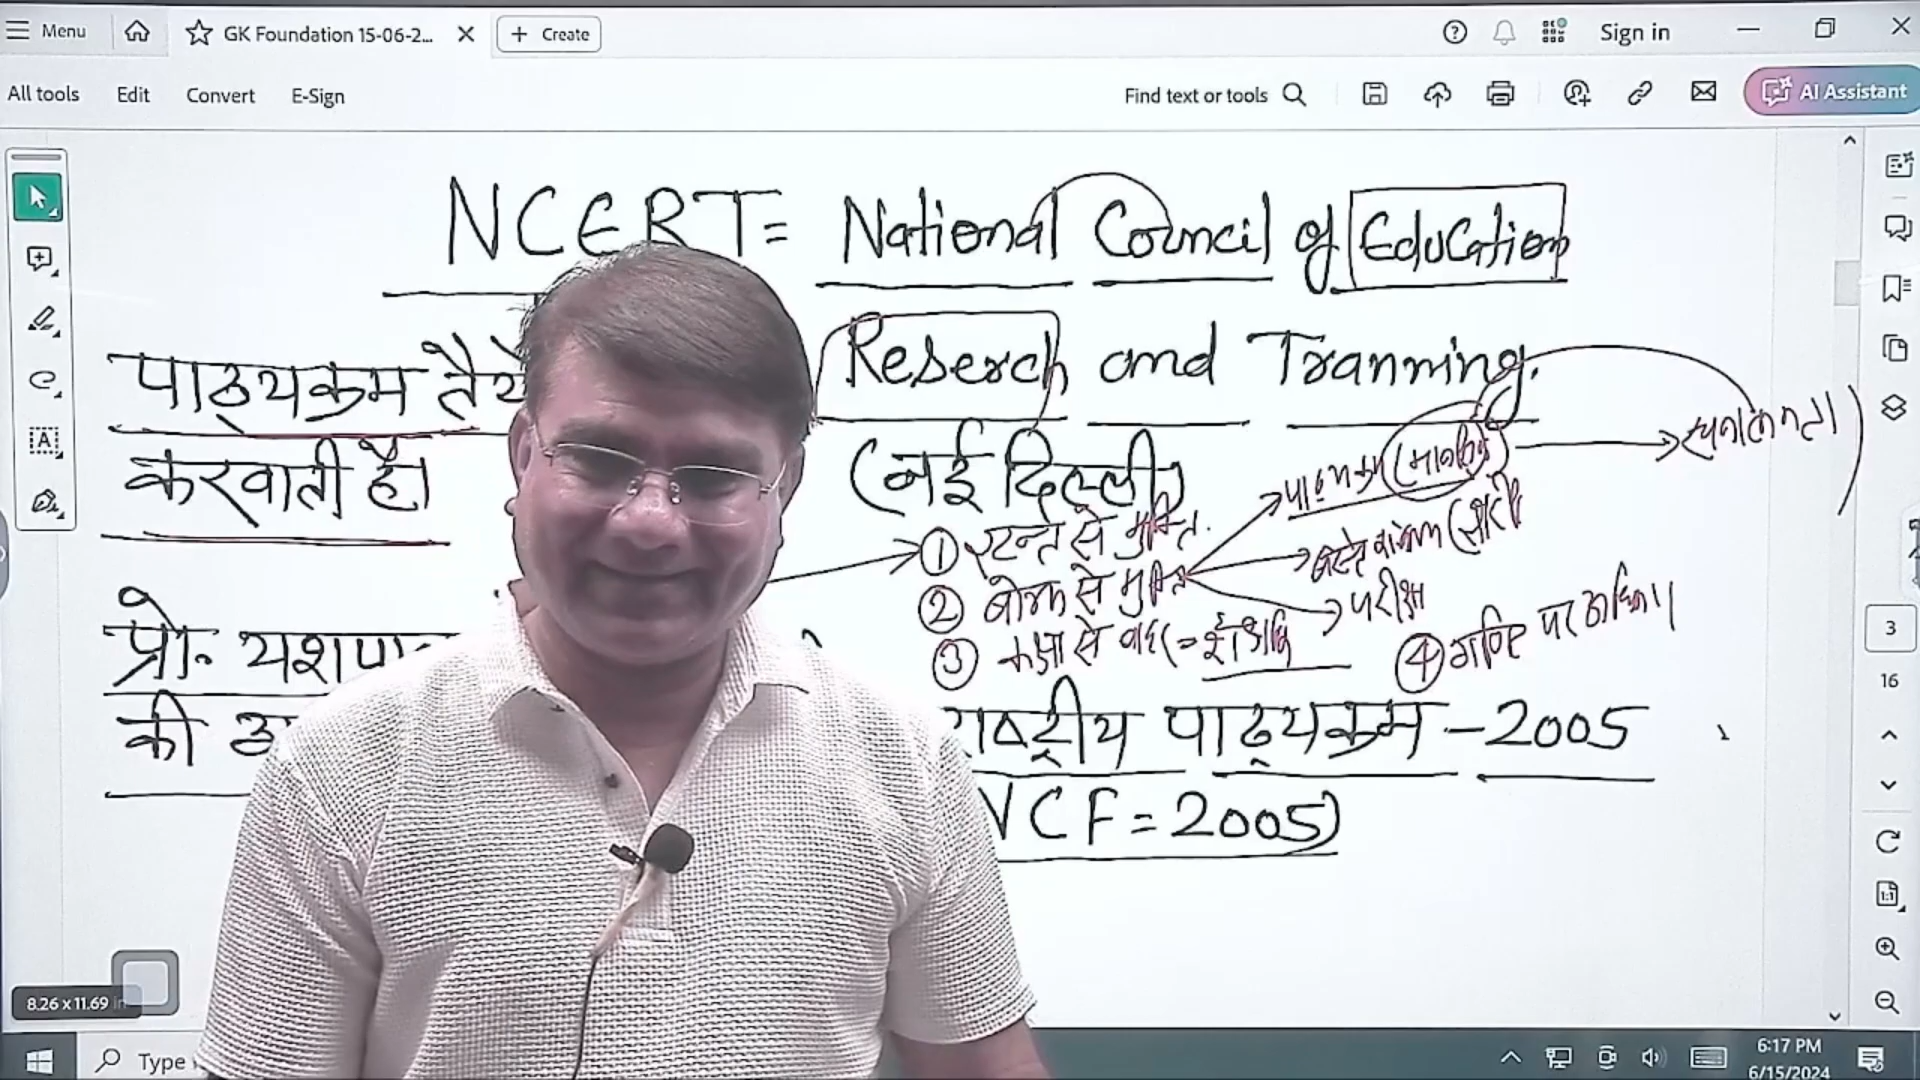 Menu GK Foundation 15-06-2... Create Sign in
All tools Edit Convert E-Sign Find text or tools AI Assistant
NCERT= National Council of Education
Reserch and Tranning.
पाठ्यक्रम तैय
करवाती है।
(नई दिल्ली)
① रटन्त से मुक्ति.
② बोझ से मुक्ति
परीक्षा
③ कक्षा से बाहर =
④ गणित पर
प्रो. यशपा
की अ
राष्ट्रीय पाठ्यक्रम -2005
NCF = 2005)
3
16
8.26 x 11.69 in
Type
6:17 PM
6/15/2024